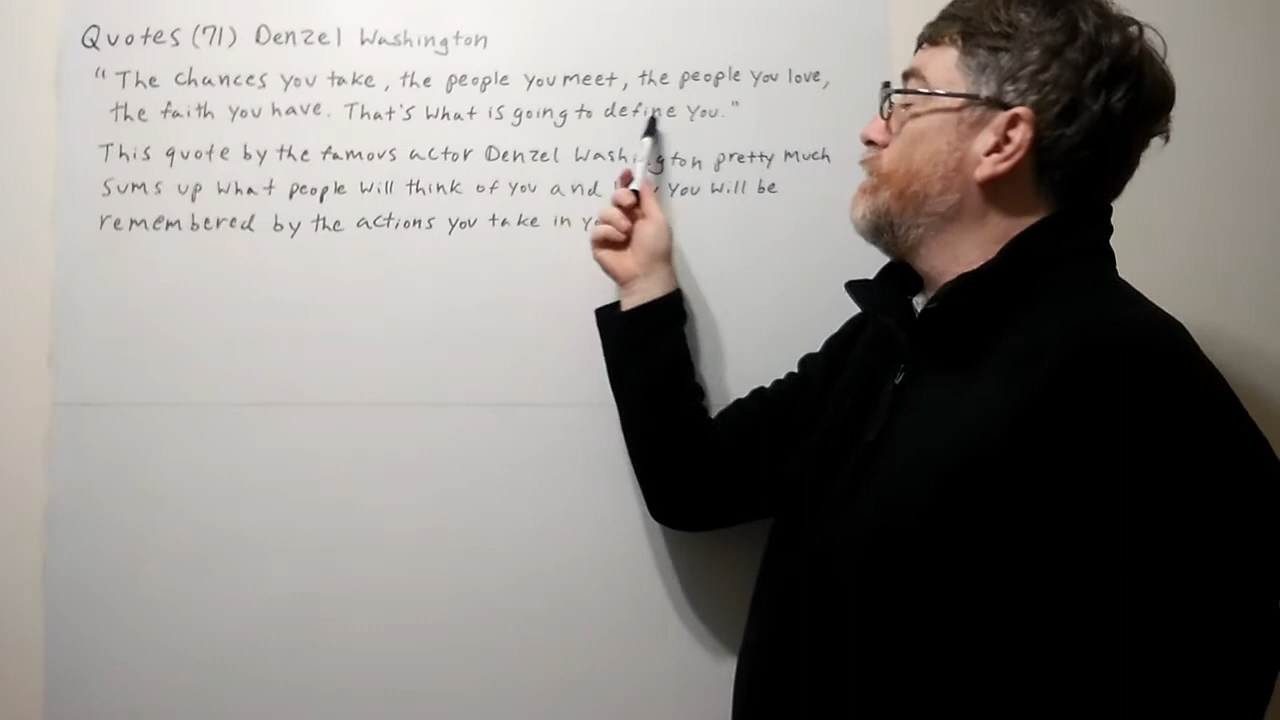 Quotes (71) Denzel Washington
"The chances you take, the people you meet, the people you love,
the faith you have. That's what is going to define you."
This quote by the famous actor Denzel Washington pretty much
sums up what people will think of you and you will be
remembered by the actions you take in